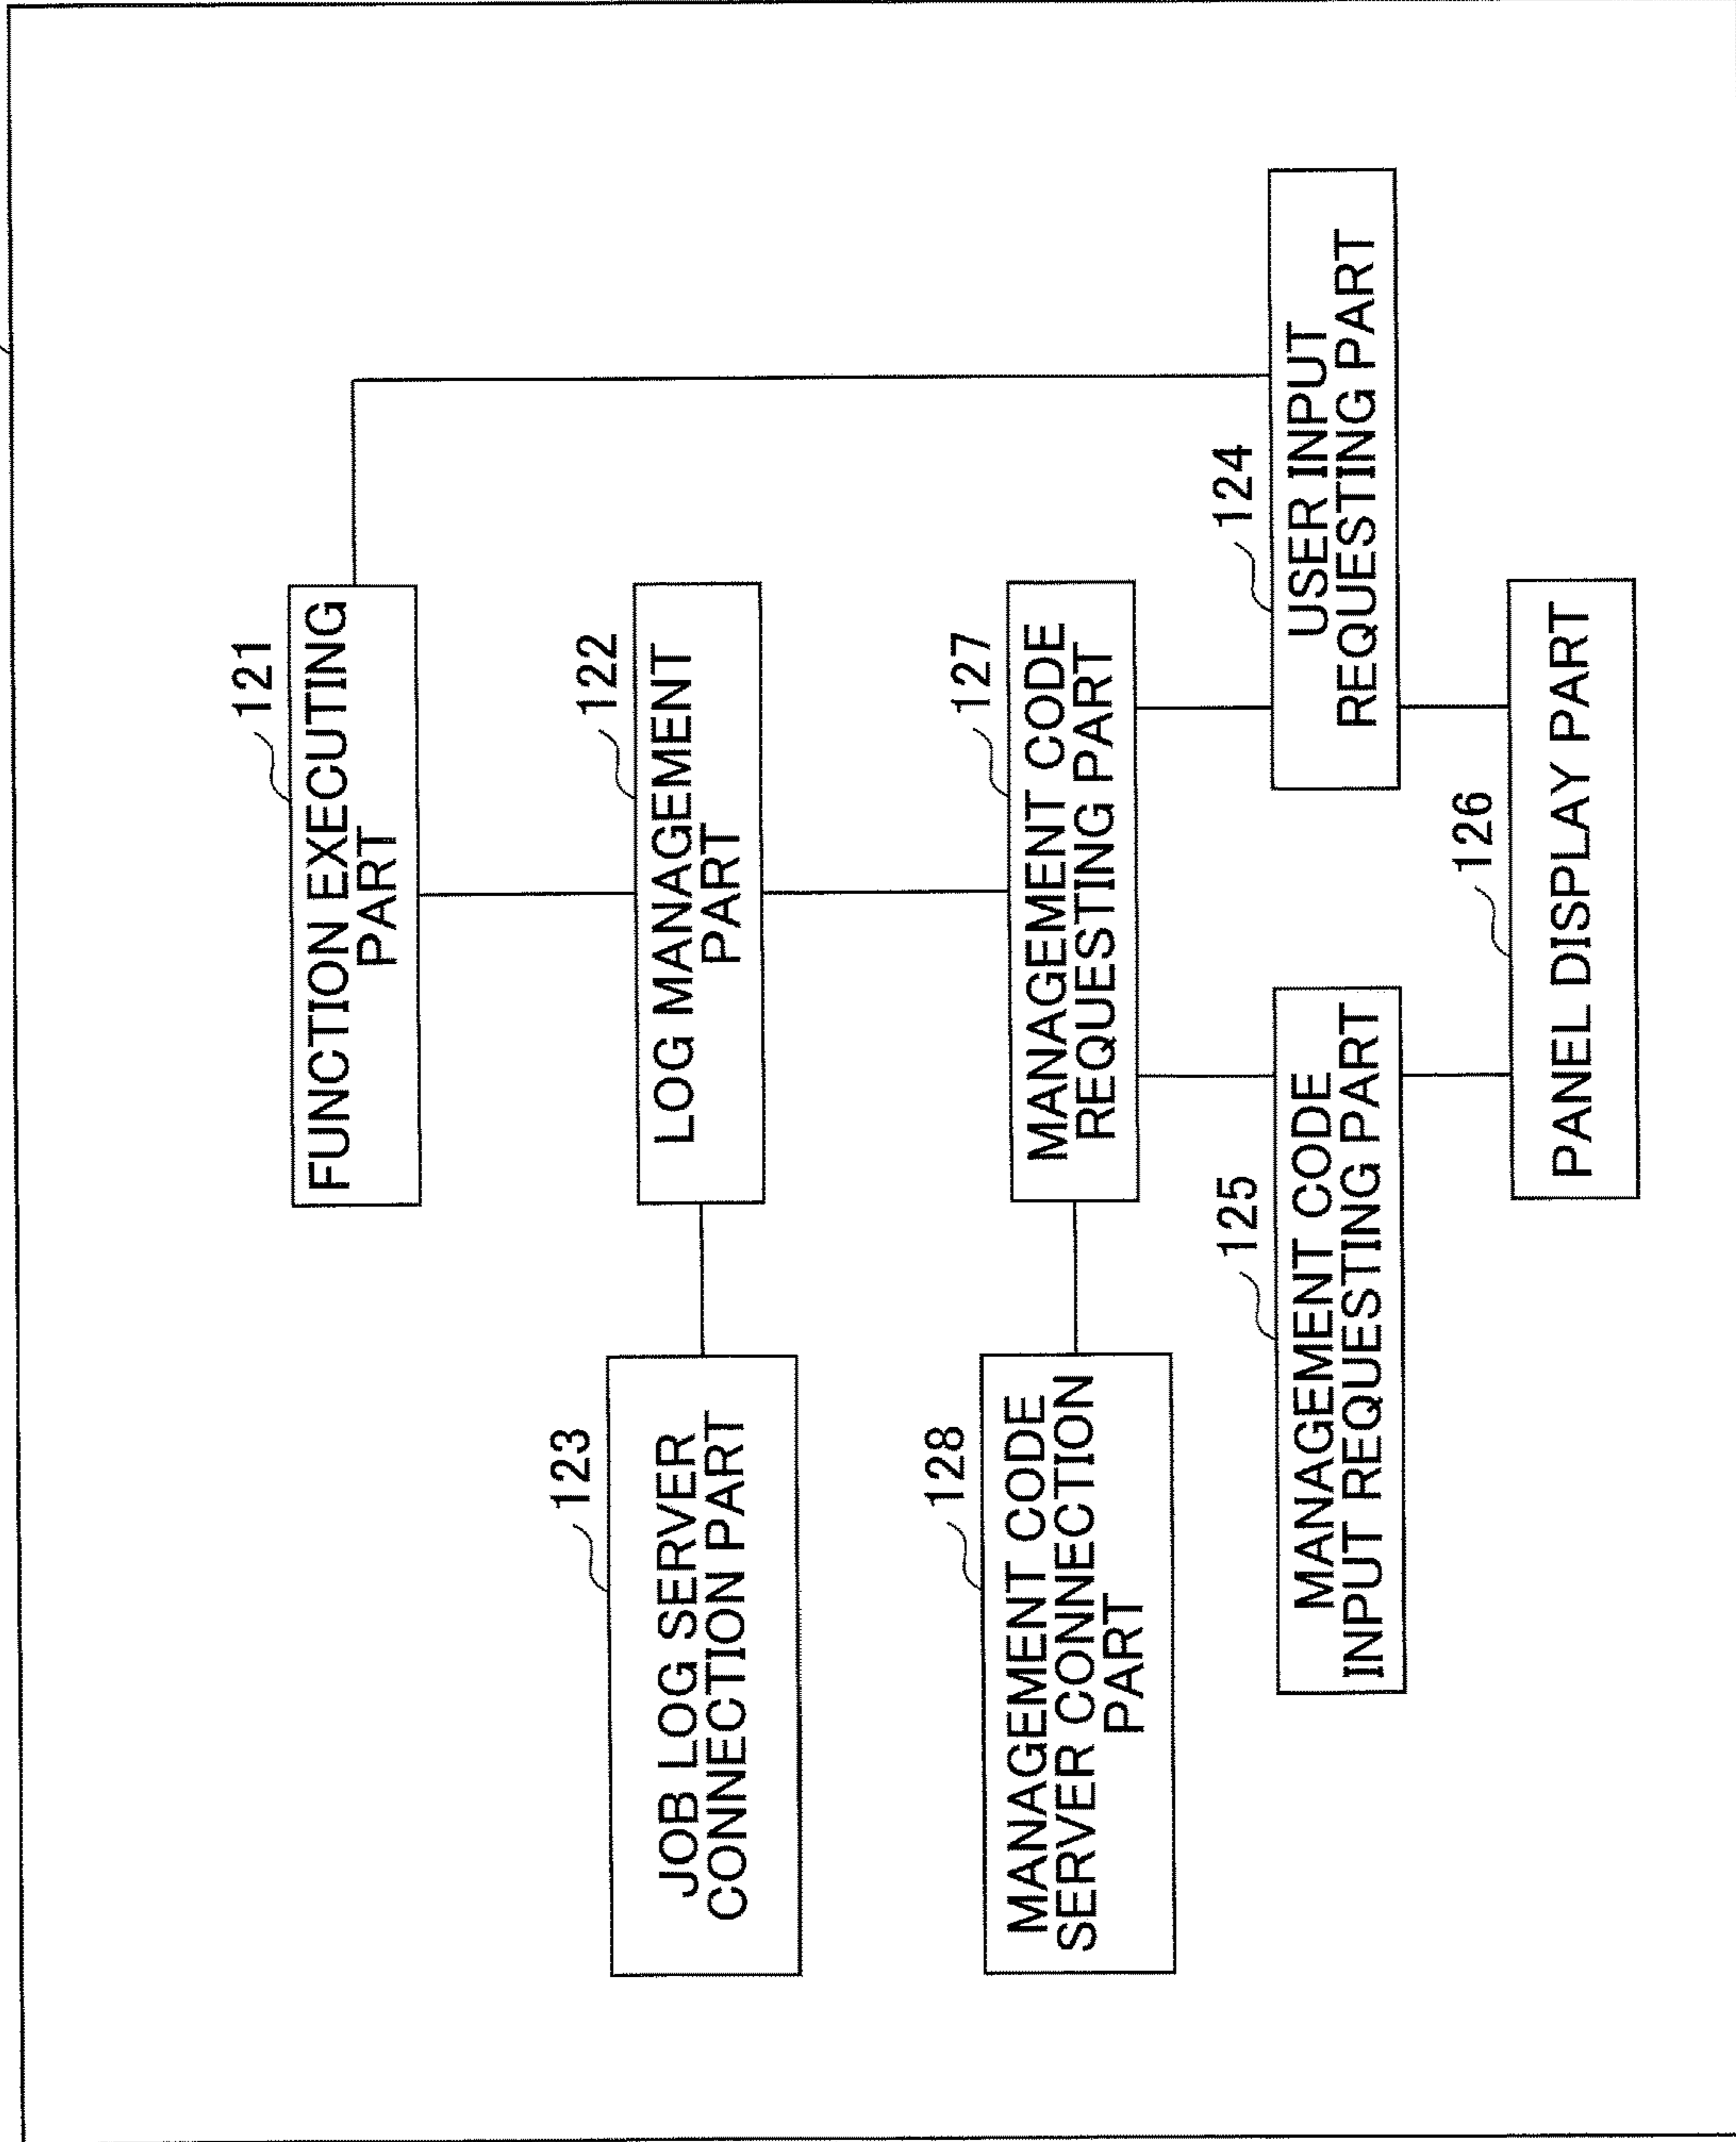 121
FUNCTION EXECUTING
PART
122
LOG MANAGEMENT
PART
123
JOB LOG SERVER
CONNECTION PART
127
MANAGEMENT CODE
REQUESTING PART
128
MANAGEMENT CODE
SERVER CONNECTION
PART
124
USER INPUT
REQUESTING PART
125
MANAGEMENT CODE
INPUT REQUESTING PART
126
PANEL DISPLAY PART